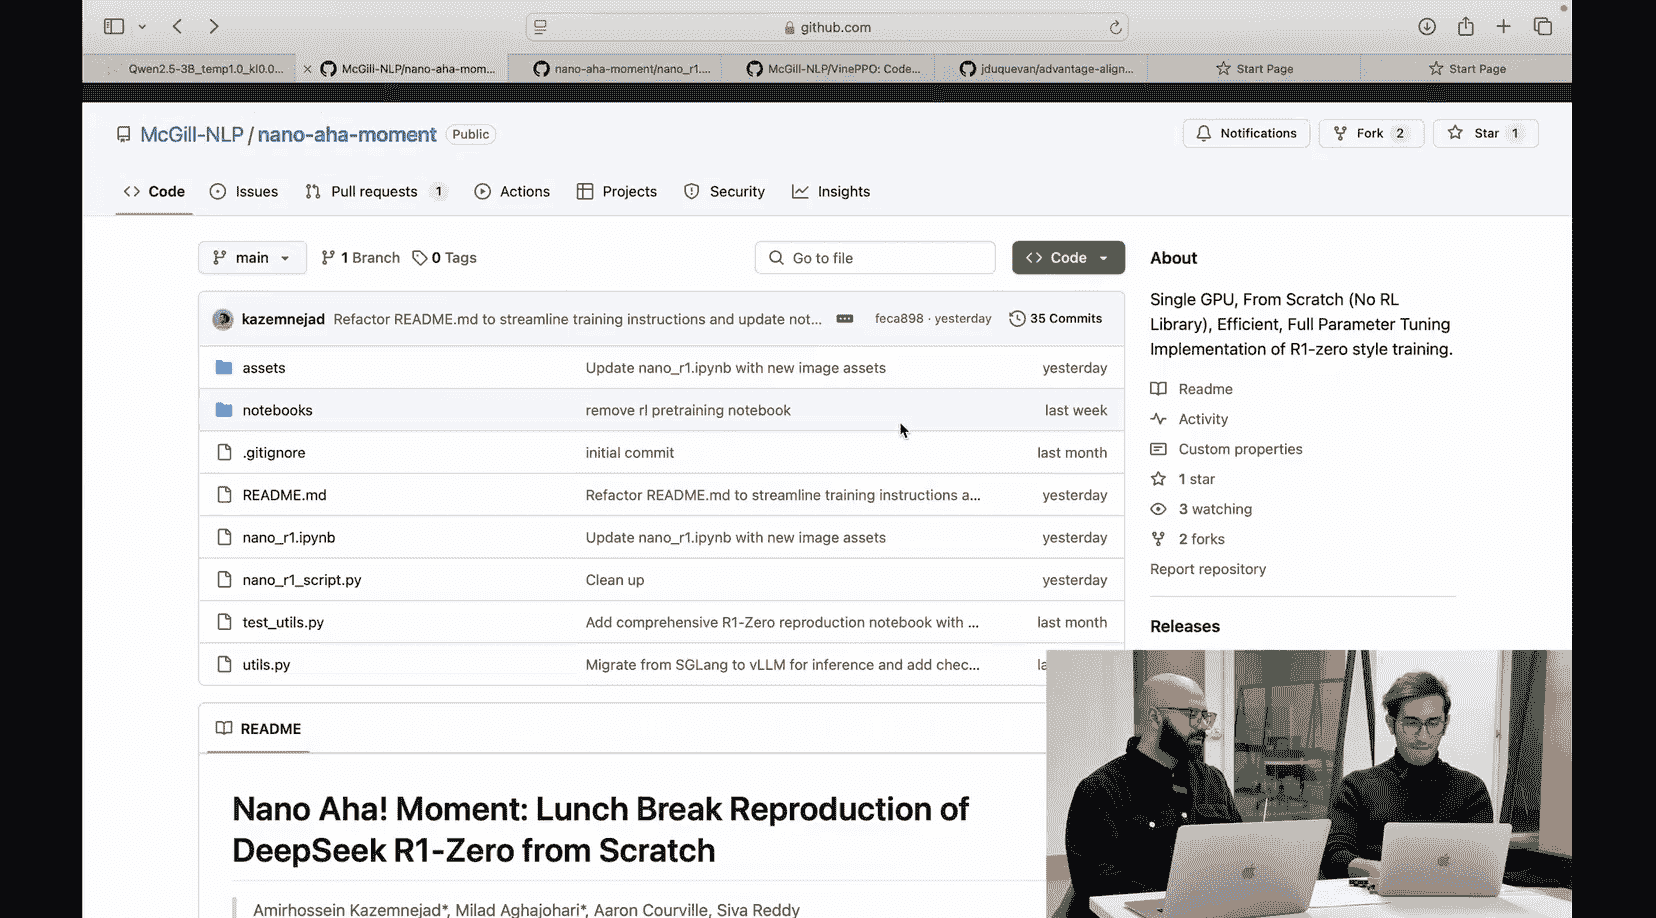 github.com
Qwen2.5-3B_temp1.0_kl0.0...
McGill-NLP/nano-aha-mom...
nano-aha-moment/nano_r1....
McGill-NLP/VinePPO: Code...
jduquevan/advantage-align...
Start Page
Start Page
McGill-NLP / nano-aha-moment
Public
Notifications
Fork 2
Star 1
Code
Issues
Pull requests 1
Actions
Projects
Security
Insights
main
1 Branch
0 Tags
Go to file
Code
kazemnejad Refactor README.md to streamline training instructions and update not...
feca898 · yesterday
35 Commits
assets Update nano_r1.ipynb with new image assets yesterday
notebooks remove rl pretraining notebook last week
.gitignore initial commit last month
README.md Refactor README.md to streamline training instructions a... yesterday
nano_r1.ipynb Update nano_r1.ipynb with new image assets yesterday
nano_r1_script.py Clean up yesterday
test_utils.py Add comprehensive R1-Zero reproduction notebook with ... last month
utils.py Migrate from SGLang to vLLM for inference and add chec...
About
Single GPU, From Scratch (No RL
Library), Efficient, Full Parameter Tuning
Implementation of R1-zero style training.
Readme
Activity
Custom properties
1 star
3 watching
2 forks
Report repository
Releases
README
Nano Aha! Moment: Lunch Break Reproduction of
DeepSeek R1-Zero from Scratch
Amirhossein Kazemnejad*, Milad Aghajohari*, Aaron Courville, Siva Reddy